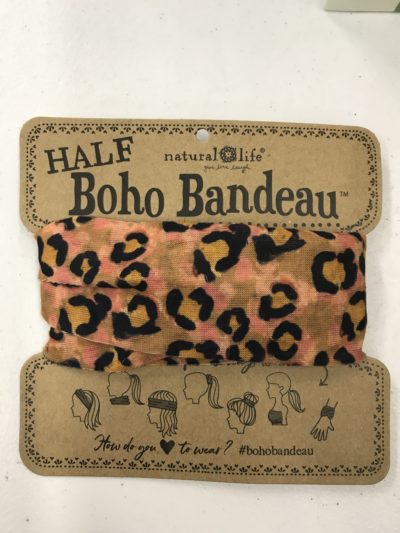 HALF
natural life®
give love laugh
Boho Bandeau™
How do you ♥ to wear? #bohobandeau